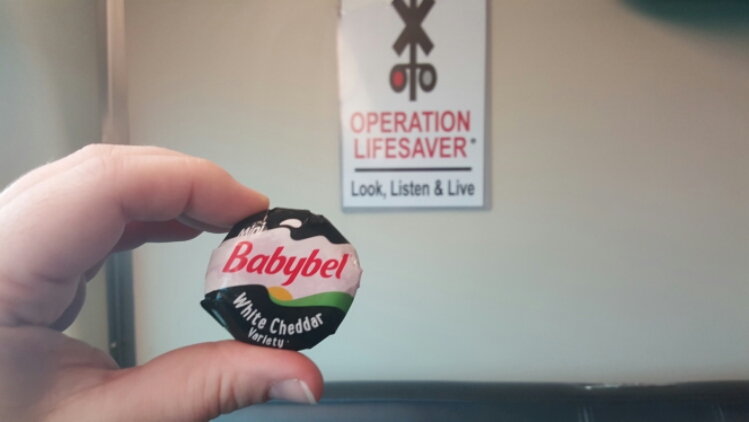 OPERATION
LIFESAVER
Look, Listen & Live
Mini
Babybel
White Cheddar
Variety